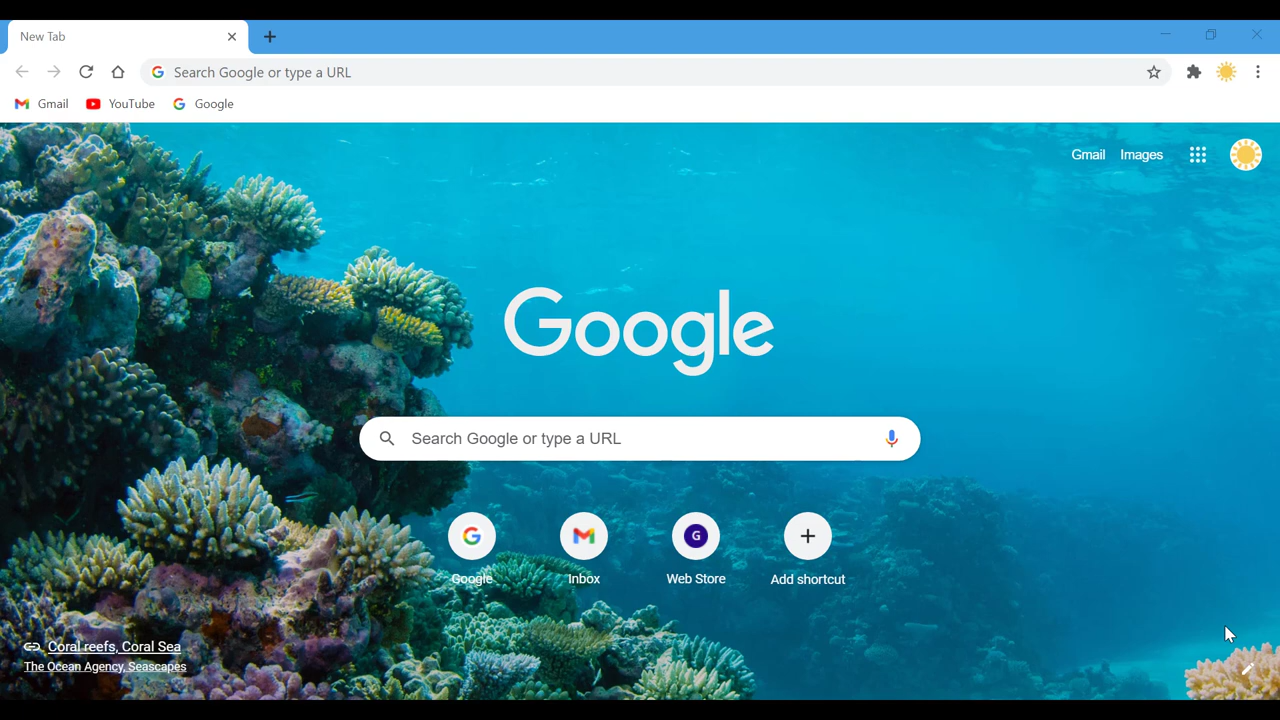 New Tab
Search Google or type a URL
Gmail YouTube Google
Gmail Images
Google
Search Google or type a URL
G
Google Inbox Web Store Add shortcut
Coral reefs, Coral Sea
The Ocean Agency, Seascapes